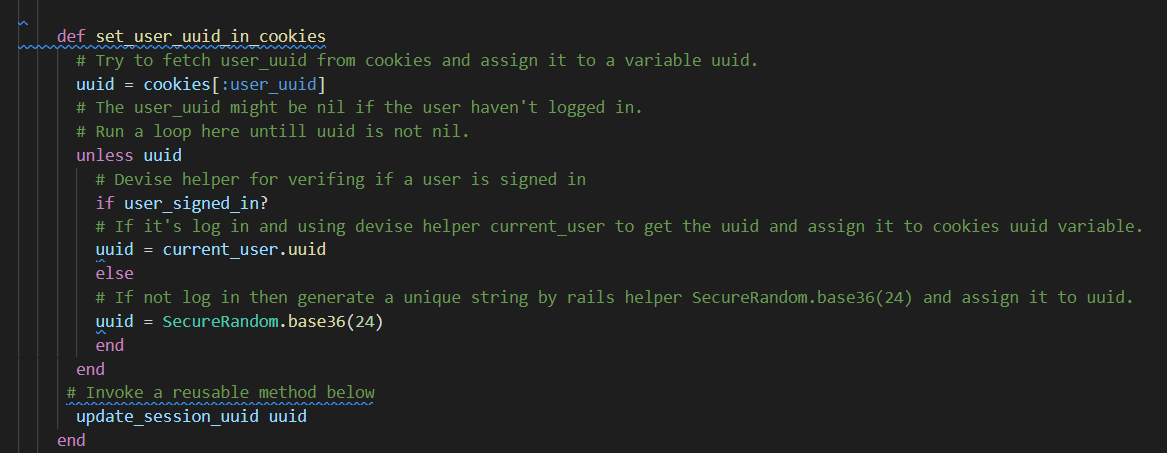 def set_user_uuid_in_cookies
# Try to fetch user_uuid from cookies and assign it to a variable uuid.
uuid = cookies[:user_uuid]
# The user_uuid might be nil if the user haven't logged in.
# Run a loop here untill uuid is not nil.
unless uuid
# Devise helper for verifing if a user is signed in
if user_signed_in?
# If it's log in and using devise helper current_user to get the uuid and assign it to cookies uuid variable.
uuid = current_user.uuid
else
# If not log in then generate a unique string by rails helper SecureRandom.base36(24) and assign it to uuid.
uuid = SecureRandom.base36(24)
end
end
# Invoke a reusable method below
update_session_uuid uuid
end